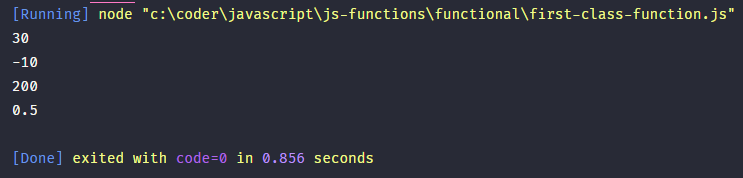 [Running] node "c:\coder\javascript\js-functions\functional\first-class-function.js"
30
-10
200
0.5
[Done] exited with code=0 in 0.856 seconds